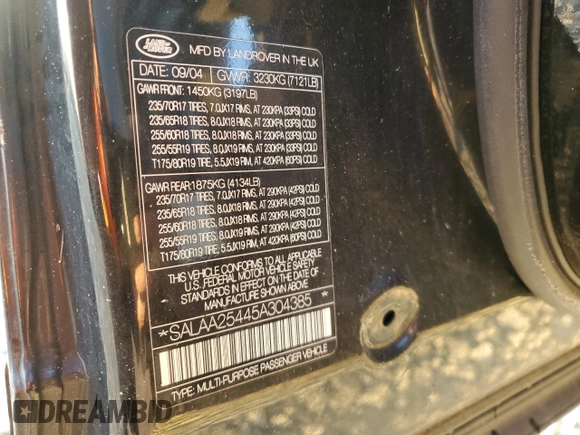 LAND ROVER
MFD BY LANDROVER IN THE UK
DATE: 09/04 GVWR: 3230KG (7121LB)
GAWR FRONT: 1450KG (3197LB)
235/70R17 TIRES, 7.0JX17 RIMS, AT 230KPA (33PSI) COLD
235/65R18 TIRES, 8.0JX18 RIMS, AT 230KPA (33PSI) COLD
255/60R18 TIRES, 8.0JX18 RIMS, AT 230KPA (33PSI) COLD
255/55R19 TIRES, 8.0JX19 RIMS, AT 230KPA (33PSI) COLD
T175/80R19 TIRE, 5.5JX19 RIM, AT 420KPA (60PSI) COLD
GAWR REAR:1875KG (4134LB)
235/70R17 TIRES, 7.0JX17 RIMS, AT 290KPA (42PSI) COLD
235/65R18 TIRES, 8.0JX18 RIMS, AT 290KPA (42PSI) COLD
255/60R18 TIRES, 8.0JX18 RIMS, AT 290KPA (42PSI) COLD
255/55R19 TIRES, 8.0JX19 RIMS, AT 290KPA (42PSI) COLD
T175/80R19 TIRE, 5.5JX19 RIM, AT 420KPA (60PSI) COLD
THIS VEHICLE CONFORMS TO ALL APPLICABLE
U.S. FEDERAL MOTOR VEHICLE SAFETY
STANDARDS IN EFFECT ON THE DATE OF
MANUFACTURE SHOWN ABOVE.
*SALAA25445A304385*
TYPE: MULTI-PURPOSE PASSENGER VEHICLE
DREAMBID